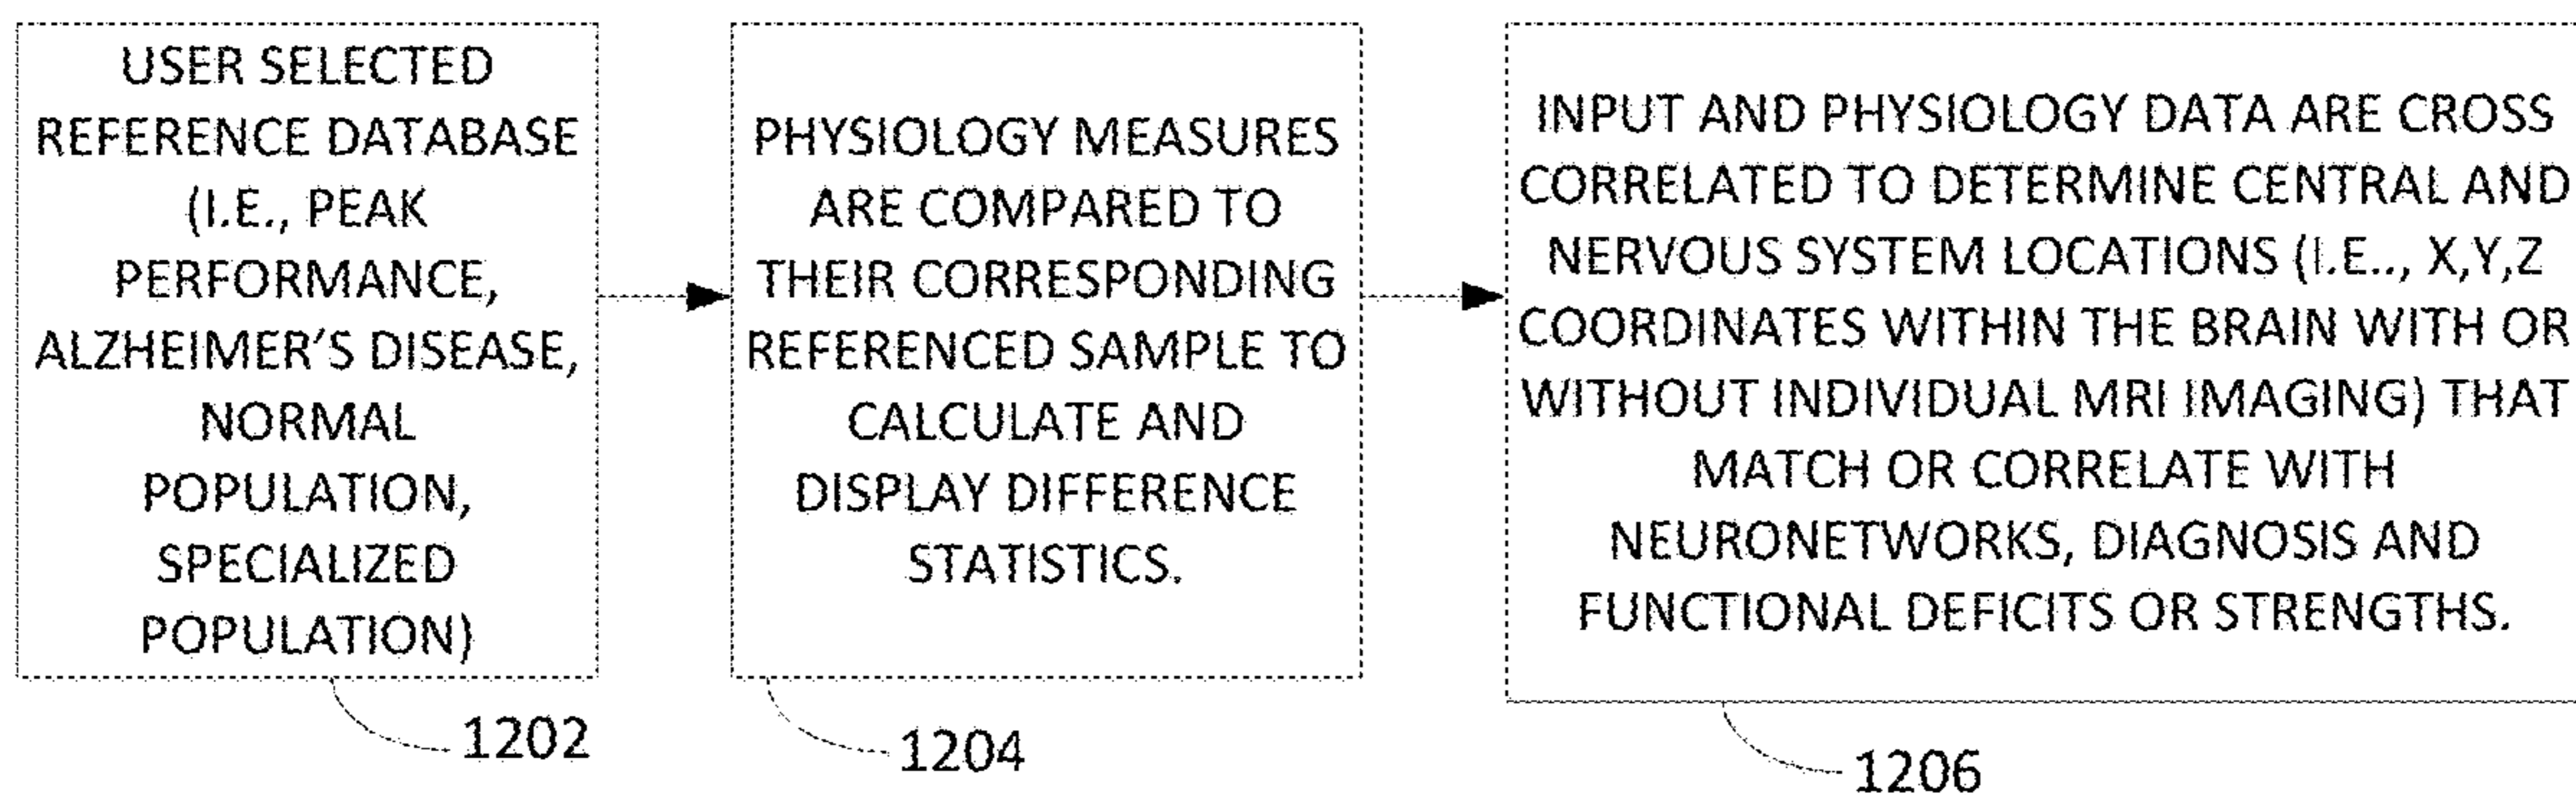 USER SELECTED
REFERENCE DATABASE
(I.E., PEAK
PERFORMANCE,
ALZHEIMER'S DISEASE,
NORMAL
POPULATION,
SPECIALIZED
POPULATION)
1202
PHYSIOLOGY MEASURES
ARE COMPARED TO
THEIR CORRESPONDING
REFERENCED SAMPLE TO
CALCULATE AND
DISPLAY DIFFERENCE
STATISTICS.
1204
INPUT AND PHYSIOLOGY DATA ARE CROSS
CORRELATED TO DETERMINE CENTRAL AND
NERVOUS SYSTEM LOCATIONS (I.E.., X,Y,Z
COORDINATES WITHIN THE BRAIN WITH OR
WITHOUT INDIVIDUAL MRI IMAGING) THAT
MATCH OR CORRELATE WITH
NEURONETWORKS, DIAGNOSIS AND
FUNCTIONAL DEFICITS OR STRENGTHS.
1206